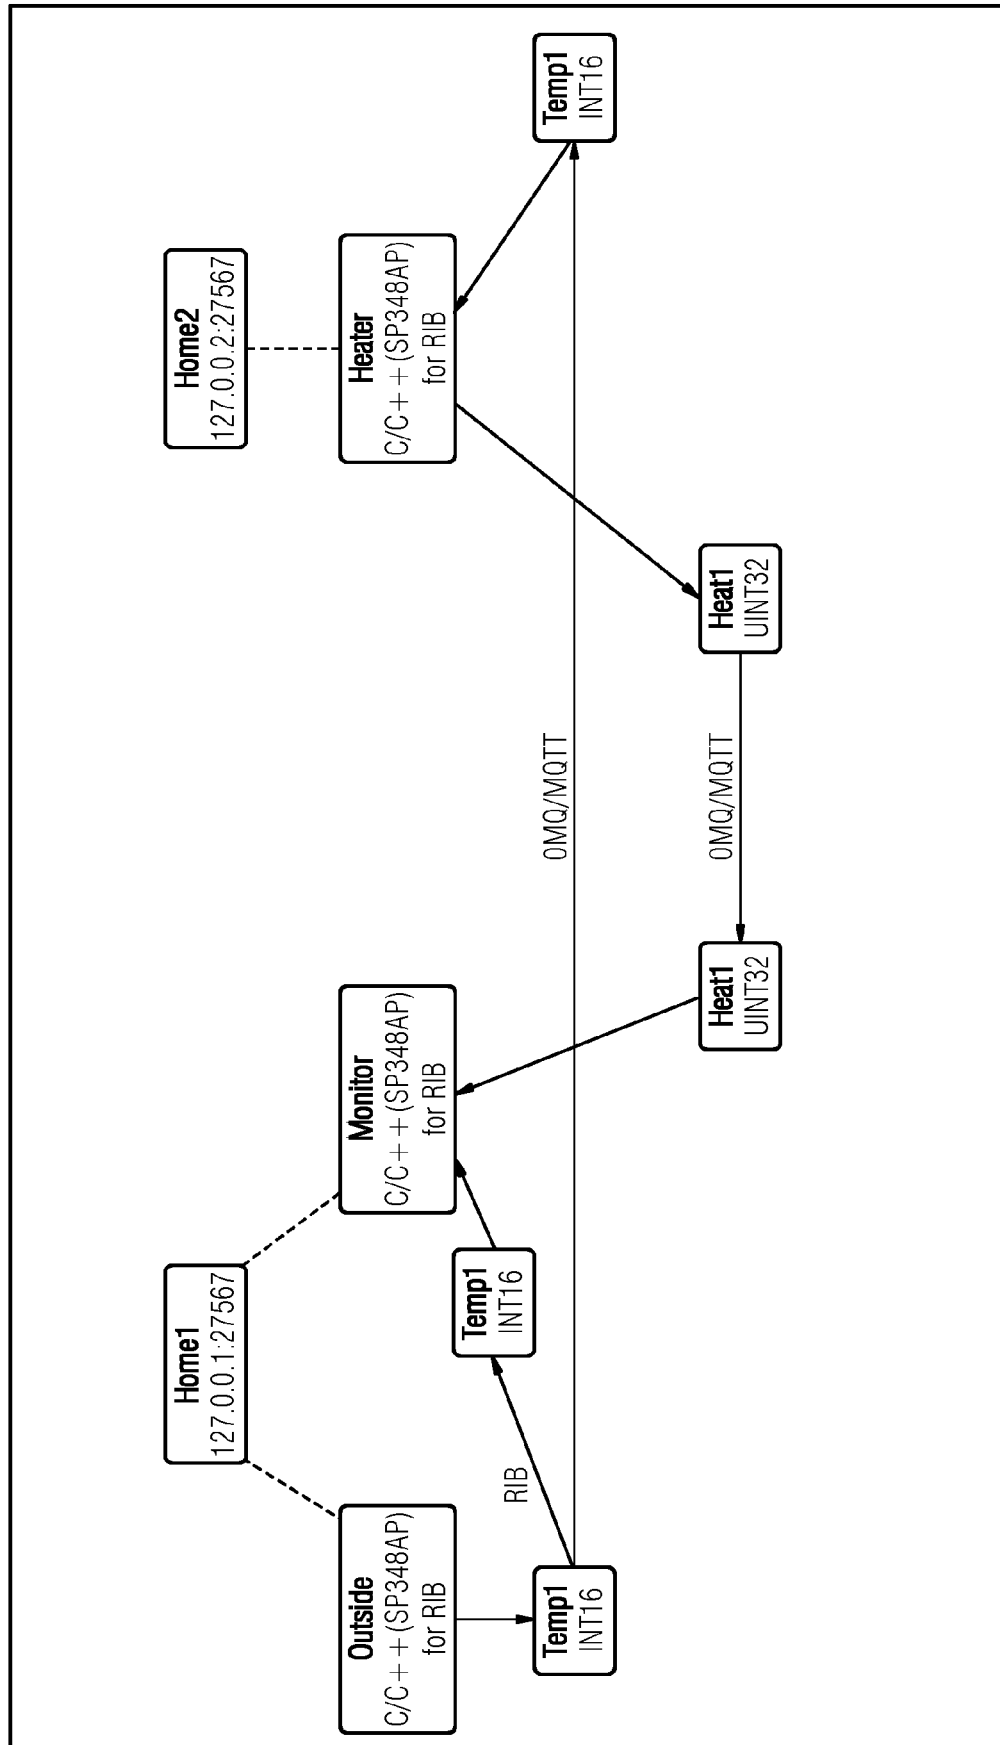 Home1
127.0.0.1:27567
Home2
127.0.0.2:27567
Outside
C/C++(SP348AP)
for RIB
Monitor
C/C++(SP348AP)
for RIB
Heater
C/C++(SP348AP)
for RIB
RIB
Temp1
INT16
Temp1
INT16
0MQ/MQTT
Temp1
INT16
Heat1
UINT32
0MQ/MQTT
Heat1
UINT32